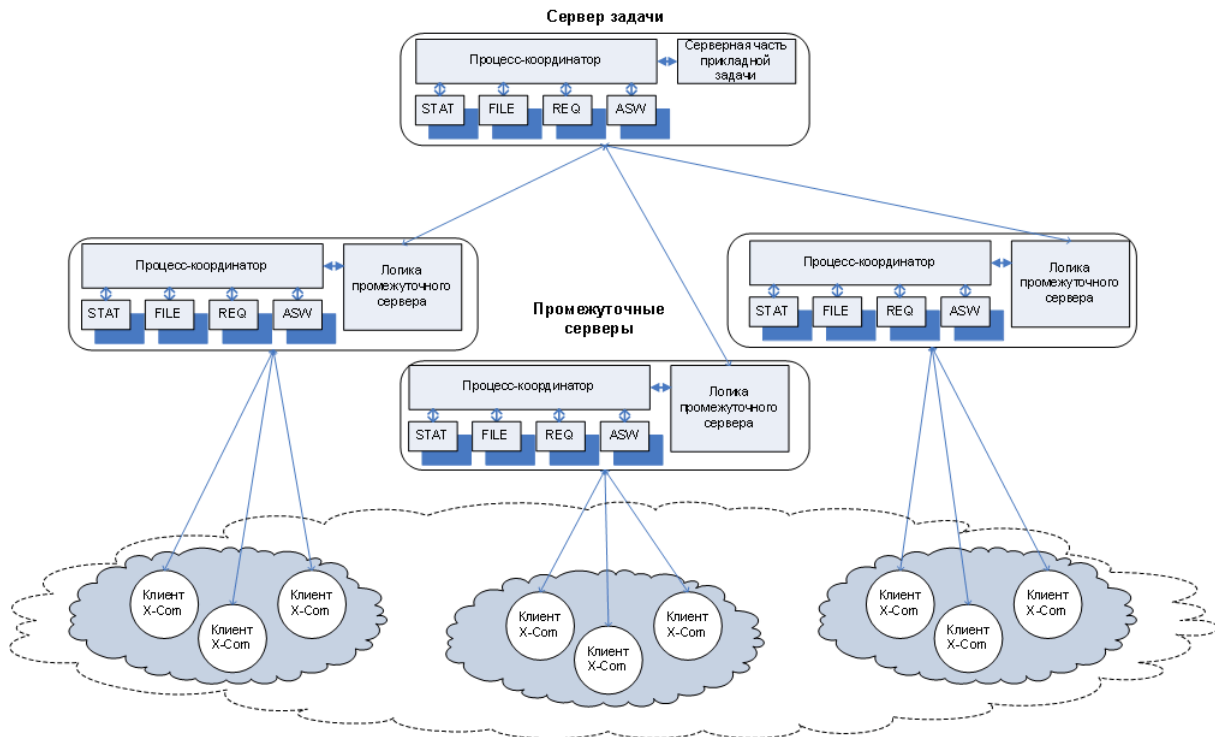 Сервер задачи
Процесс-координатор
Серверная часть
прикладной
задачи
STAT
FILE
REQ
ASW
Процесс-координатор
Логика
промежуточного
сервера
STAT
FILE
REQ
ASW
Процесс-координатор
Логика
промежуточного
сервера
STAT
FILE
REQ
ASW
Промежуточные
серверы
Процесс-координатор
Логика
промежуточного
сервера
STAT
FILE
REQ
ASW
Клиент
X-Com
Клиент
X-Com
Клиент
X-Com
Клиент
X-Com
Клиент
X-Com
Клиент
X-Com
Клиент
X-Com
Клиент
X-Com
Клиент
X-Com